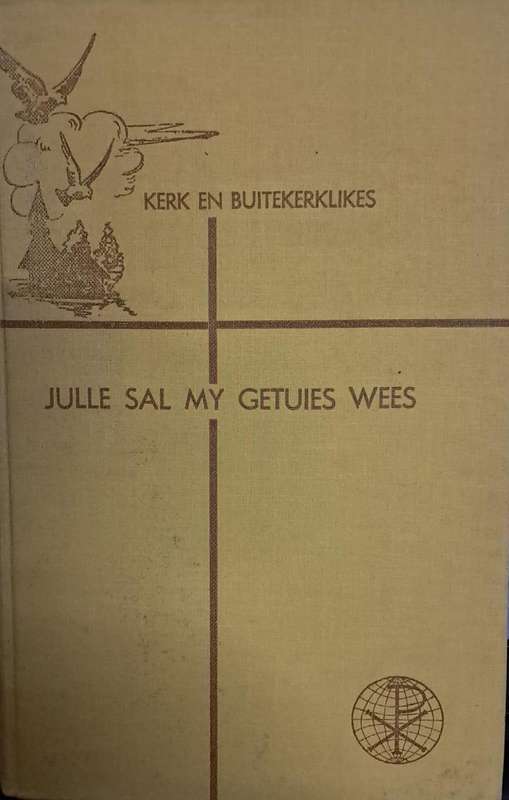 KERK EN BUITEKERKLIKES
JULLE SAL MY GETUIES WEES